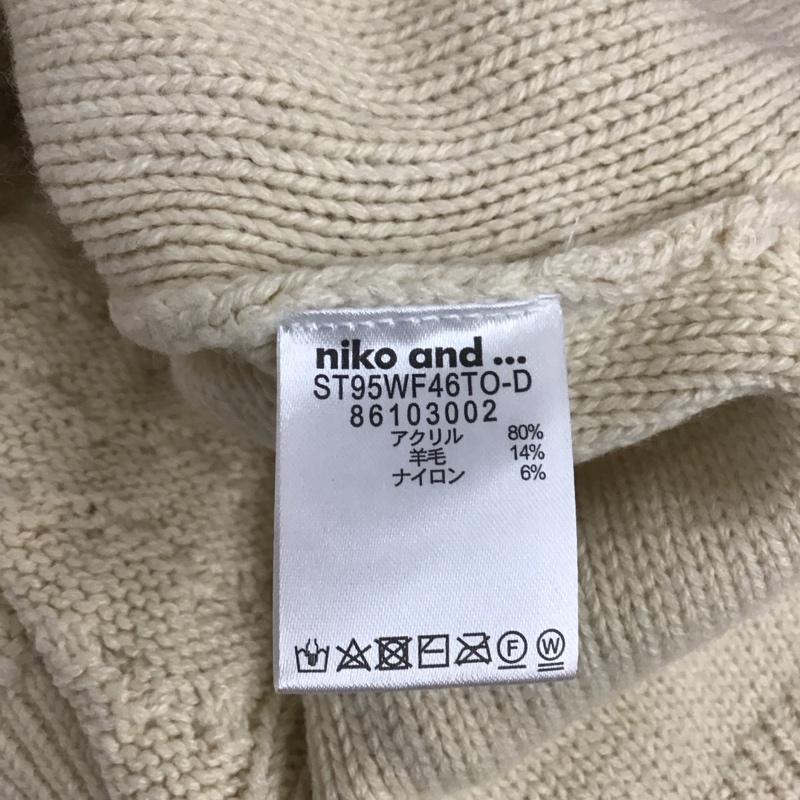 niko and ...
ST95WF46TO-D
86103002
アクリル 80%
羊毛 14%
ナイロン 6%
F W